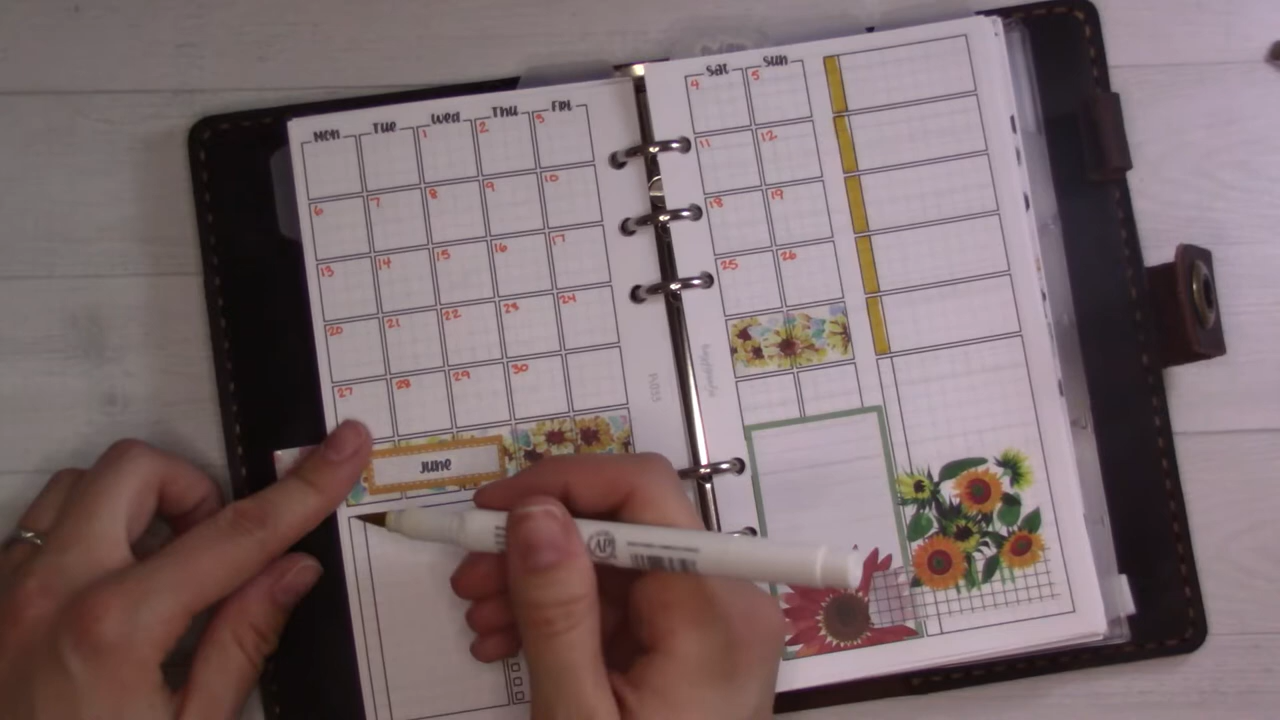 Mon Tue Wed Thu Fri
1 2 3
6 7 8 9 10
13 14 15 16 17
20 21 22 23 24
27 28 29 30
June
Sat Sun
4 5
11 12
18 19
25 26
AP